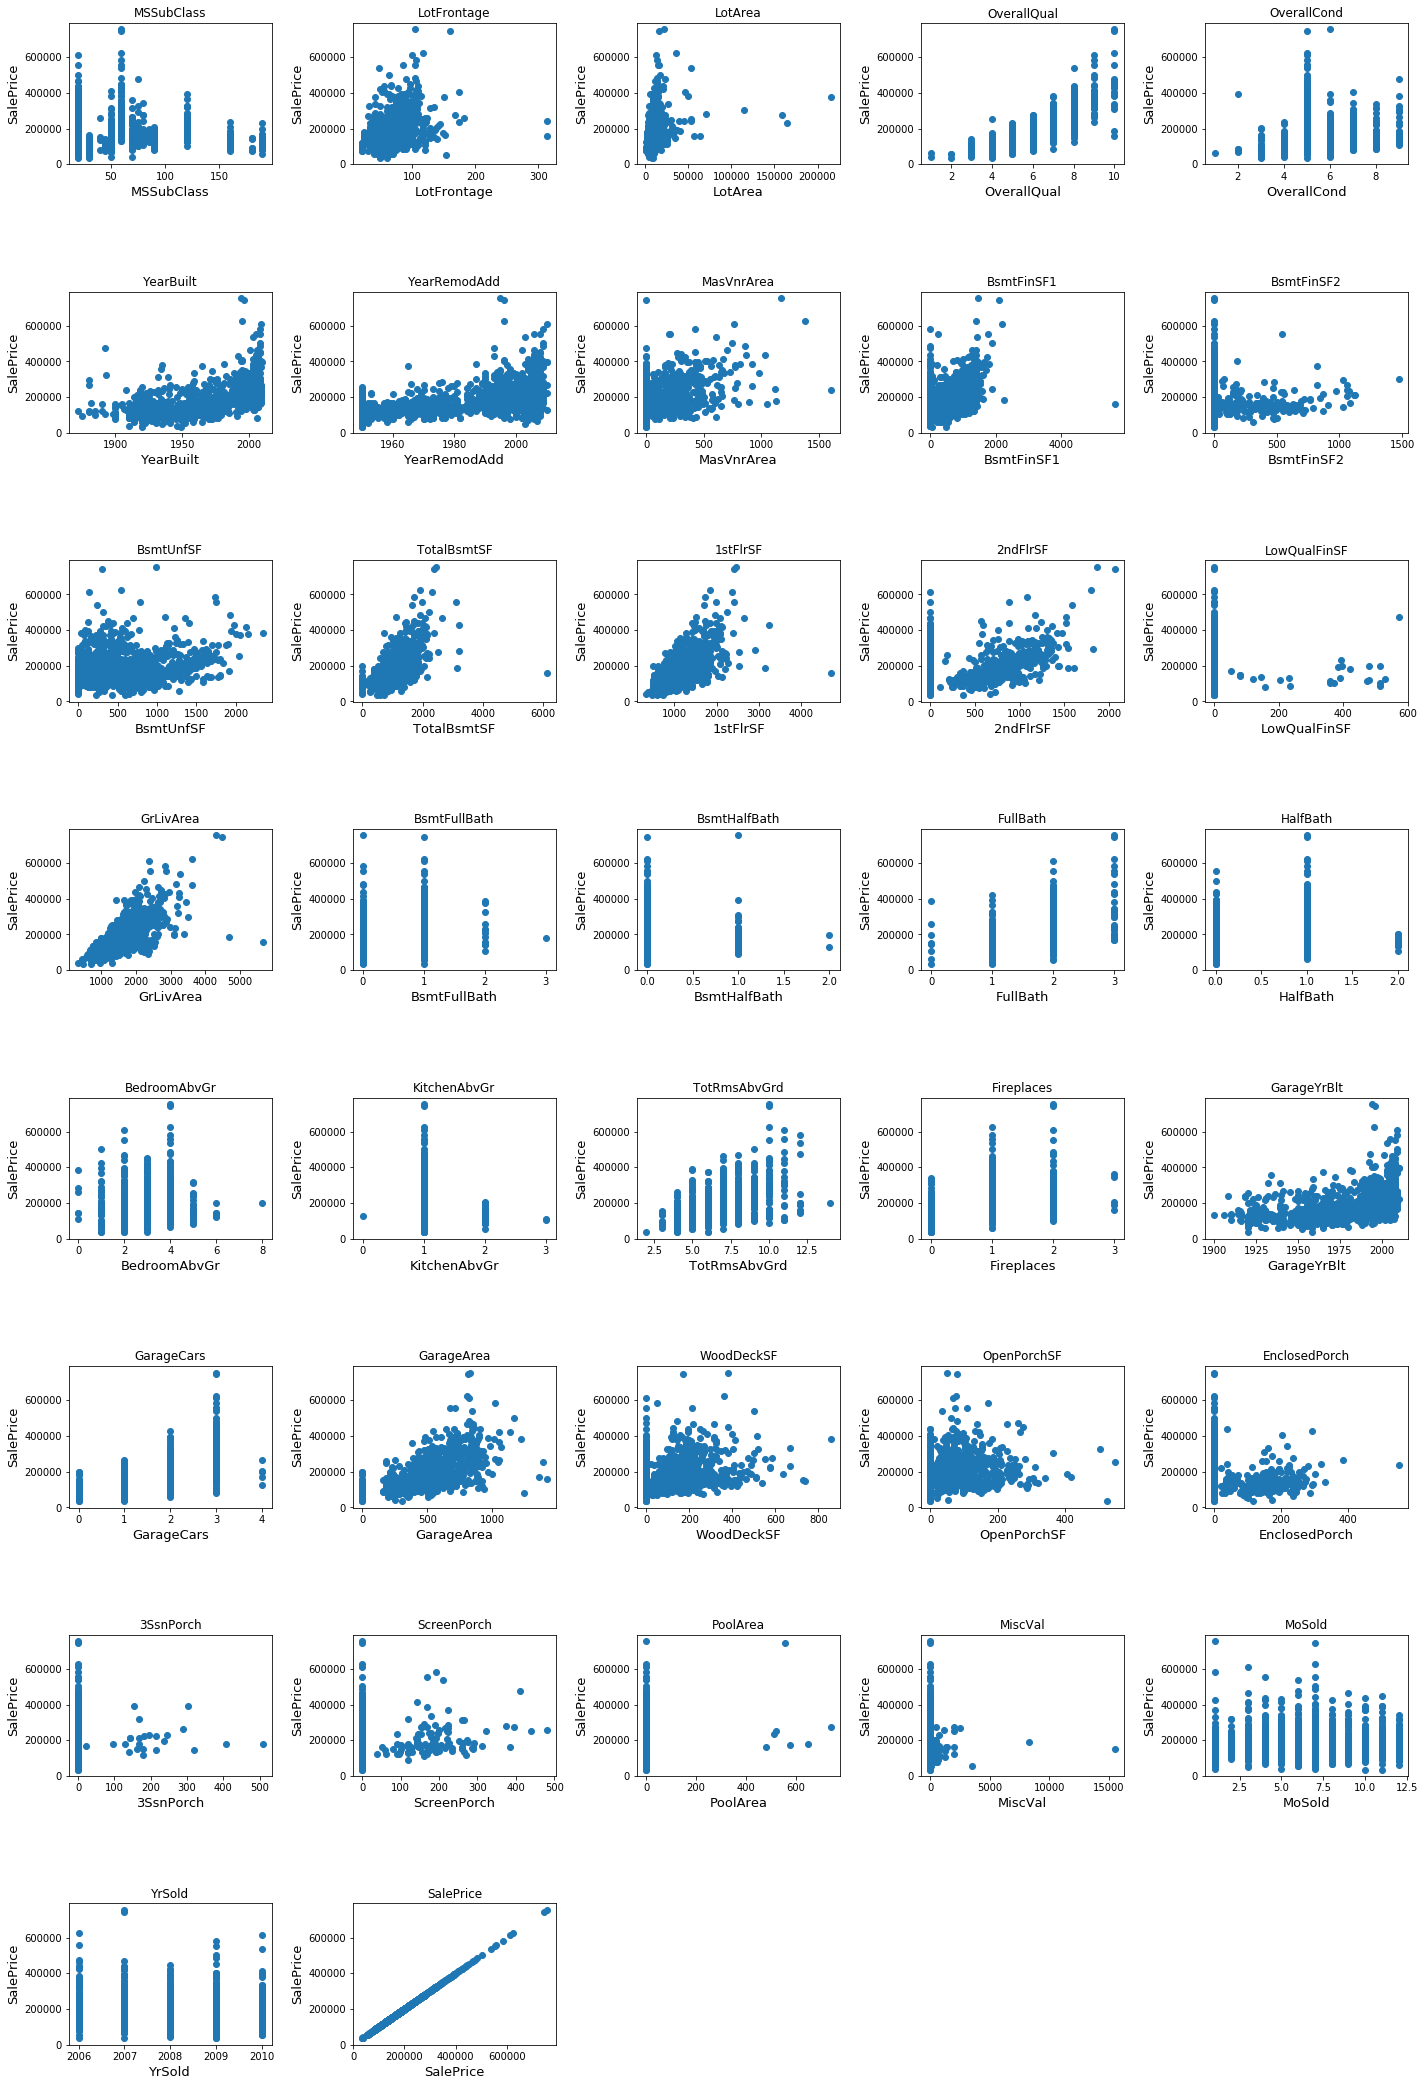 MSSubClass LotFrontage LotArea OverallQual OverallCond
SalePrice SalePrice SalePrice SalePrice SalePrice
600000 600000 600000 600000 600000
400000 400000 400000 400000 400000
200000 200000 200000 200000 200000
0 0 0 0 0
50 100 150 100 200 300 0 50000 100000 150000 200000 2 4 6 8 10 2 4 6 8
MSSubClass LotFrontage LotArea OverallQual OverallCond
YearBuilt YearRemodAdd MasVnrArea BsmtFinSF1 BsmtFinSF2
SalePrice SalePrice SalePrice SalePrice SalePrice
600000 600000 600000 600000 600000
400000 400000 400000 400000 400000
200000 200000 200000 200000 200000
0 0 0 0 0
1900 1950 2000 1960 1980 2000 0 500 1000 1500 0 2000 4000 0 500 1000 1500
YearBuilt YearRemodAdd MasVnrArea BsmtFinSF1 BsmtFinSF2
BsmtUnfSF TotalBsmtSF 1stFlrSF 2ndFlrSF LowQualFinSF
SalePrice SalePrice SalePrice SalePrice SalePrice
600000 600000 600000 600000 600000
400000 400000 400000 400000 400000
200000 200000 200000 200000 200000
0 0 0 0 0
0 500 1000 1500 2000 0 2000 4000 6000 1000 2000 3000 4000 0 500 1000 1500 2000 0 200 400 600
BsmtUnfSF TotalBsmtSF 1stFlrSF 2ndFlrSF LowQualFinSF
GrLivArea BsmtFullBath BsmtHalfBath FullBath HalfBath
SalePrice SalePrice SalePrice SalePrice SalePrice
600000 600000 600000 600000 600000
400000 400000 400000 400000 400000
200000 200000 200000 200000 200000
0 0 0 0 0
1000 2000 3000 4000 5000 0 1 2 3 0.0 0.5 1.0 1.5 2.0 0 1 2 3 0.0 0.5 1.0 1.5 2.0
GrLivArea BsmtFullBath BsmtHalfBath FullBath HalfBath
BedroomAbvGr KitchenAbvGr TotRmsAbvGrd Fireplaces GarageYrBlt
SalePrice SalePrice SalePrice SalePrice SalePrice
600000 600000 600000 600000 600000
400000 400000 400000 400000 400000
200000 200000 200000 200000 200000
0 0 0 0 0
0 2 4 6 8 0 1 2 3 2.5 5.0 7.5 10.0 12.5 0 1 2 3 1900 1925 1950 1975 2000
BedroomAbvGr KitchenAbvGr TotRmsAbvGrd Fireplaces GarageYrBlt
GarageCars GarageArea WoodDeckSF OpenPorchSF EnclosedPorch
SalePrice SalePrice SalePrice SalePrice SalePrice
600000 600000 600000 600000 600000
400000 400000 400000 400000 400000
200000 200000 200000 200000 200000
0 0 0 0 0
0 1 2 3 4 0 500 1000 0 200 400 600 800 0 200 400 0 200 400
GarageCars GarageArea WoodDeckSF OpenPorchSF EnclosedPorch
3SsnPorch ScreenPorch PoolArea MiscVal MoSold
SalePrice SalePrice SalePrice SalePrice SalePrice
600000 600000 600000 600000 600000
400000 400000 400000 400000 400000
200000 200000 200000 200000 200000
0 0 0 0 0
0 100 200 300 400 500 0 100 200 300 400 500 0 200 400 600 0 5000 10000 15000 2.5 5.0 7.5 10.0 12.5
3SsnPorch ScreenPorch PoolArea MiscVal MoSold
YrSold SalePrice
SalePrice SalePrice
600000 600000
400000 400000
200000 200000
0 0
2006 2007 2008 2009 2010 0 200000 400000 600000
YrSold SalePrice